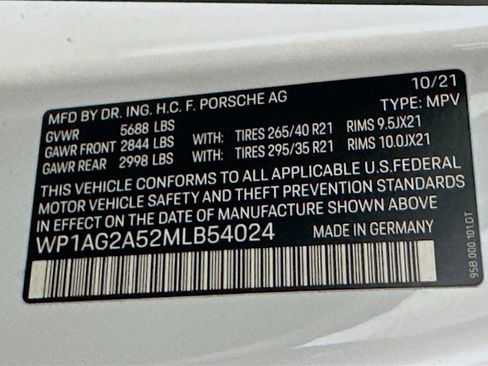 10/21
MFD BY DR. ING. H.C. F. PORSCHE AG TYPE: MPV
GVWR 5688 LBS
GAWR FRONT 2844 LBS WITH: TIRES 265/40 R21 RIMS 9.5JX21
GAWR REAR 2998 LBS WITH: TIRES 295/35 R21 RIMS 10.0JX21
THIS VEHICLE CONFORMS TO ALL APPLICABLE U.S.FEDERAL
MOTOR VEHICLE SAFETY AND THEFT PREVENTION STANDARDS
IN EFFECT ON THE DATE OF MANUFACTURE SHOWN ABOVE
WP1AG2A52MLB54024 MADE IN GERMANY
95B 000 101.DT